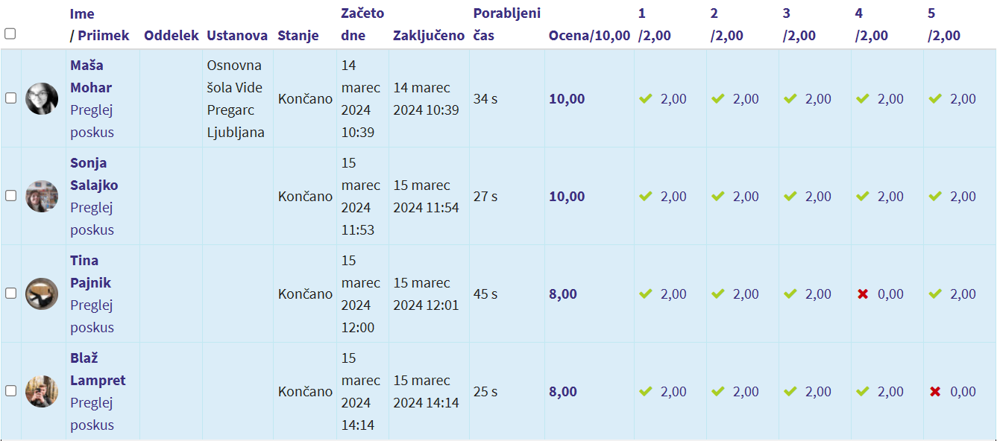 Ime / Priimek Oddelek Ustanova Stanje Začeto dne Zaključeno Porabljeni čas Ocena/10,00 1 /2,00 2 /2,00 3 /2,00 4 /2,00 5 /2,00
Maša Mohar Preglej poskus Osnovna šola Vide Pregarc Ljubljana Končano 14 marec 2024 10:39 14 marec 2024 10:39 34 s 10,00 2,00 2,00 2,00 2,00 2,00
Sonja Salajko Preglej poskus Končano 15 marec 2024 11:53 15 marec 2024 11:54 27 s 10,00 2,00 2,00 2,00 2,00 2,00
Tina Pajnik Preglej poskus Končano 15 marec 2024 12:00 15 marec 2024 12:01 45 s 8,00 2,00 2,00 2,00 0,00 2,00
Blaž Lampret Preglej poskus Končano 15 marec 2024 14:14 15 marec 2024 14:14 25 s 8,00 2,00 2,00 2,00 2,00 0,00